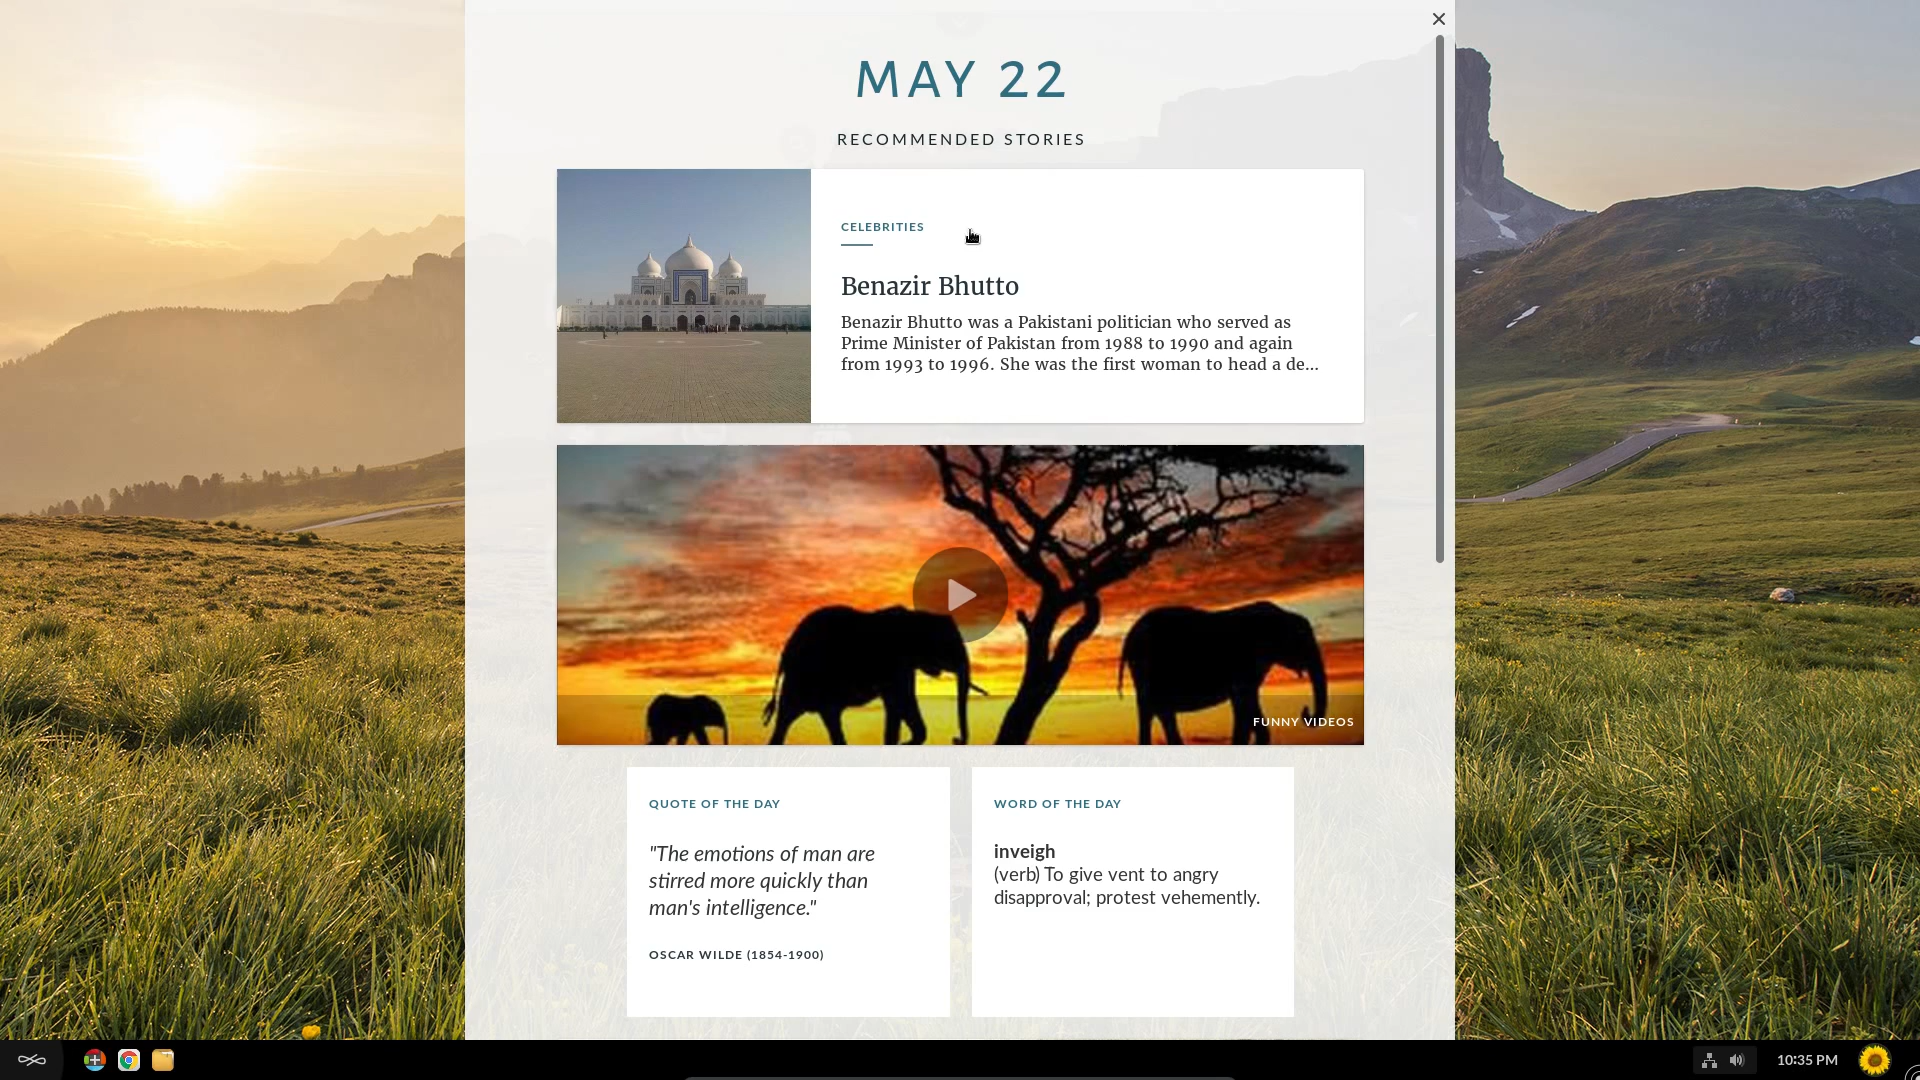 MAY 22
RECOMMENDED STORIES
CELEBRITIES
Benazir Bhutto
Benazir Bhutto was a Pakistani politician who served as
Prime Minister of Pakistan from 1988 to 1990 and again
from 1993 to 1996. She was the first woman to head a de...
FUNNY VIDEOS
QUOTE OF THE DAY
"The emotions of man are
stirred more quickly than
man's intelligence."
OSCAR WILDE (1854-1900)
WORD OF THE DAY
inveigh
(verb) To give vent to angry
disapproval; protest vehemently.
10:35 PM